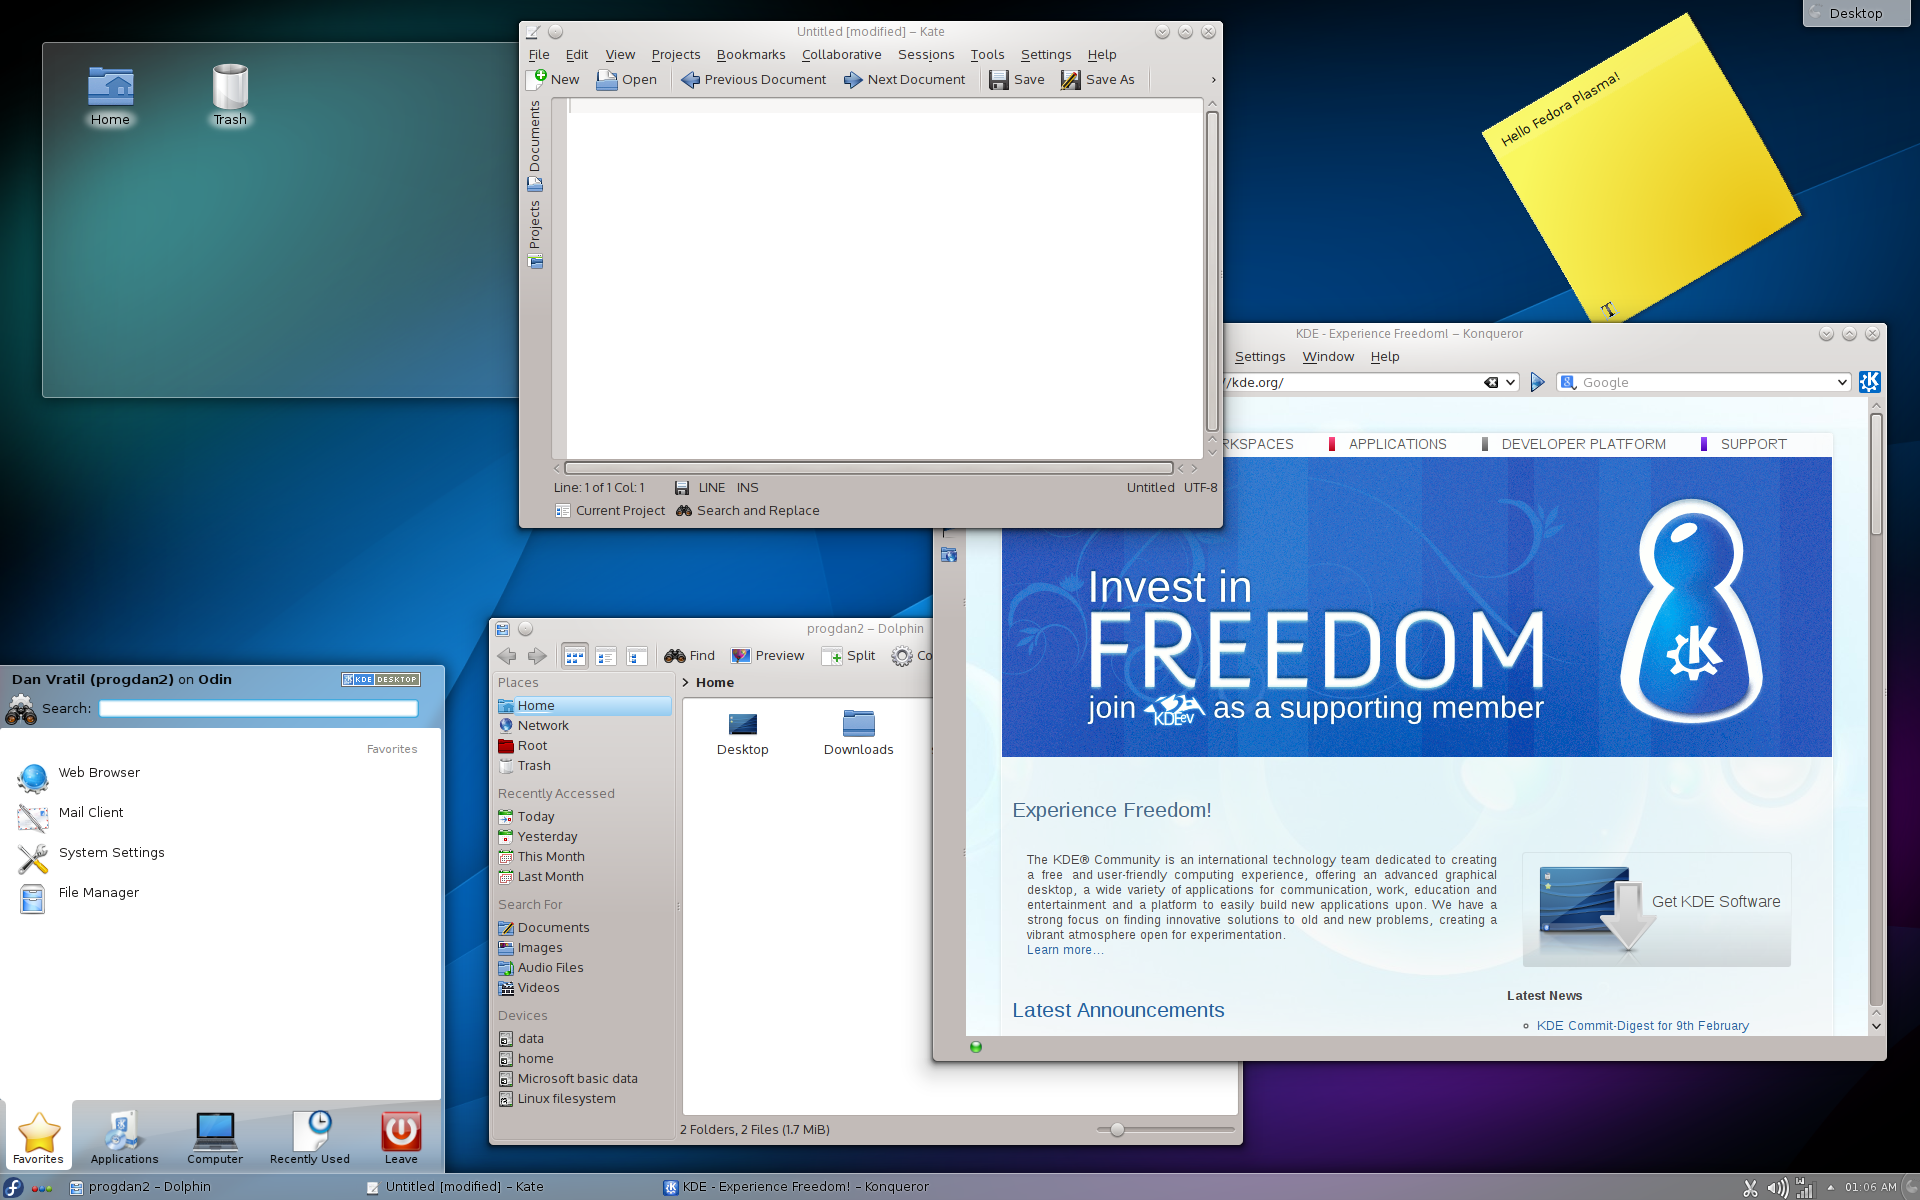 Desktop
Home
Trash
Untitled [modified] – Kate
File Edit View Projects Bookmarks Collaborative Sessions Tools Settings Help
New Open Previous Document Next Document Save Save As
Documents
Projects
Line: 1 of 1 Col: 1 LINE INS Untitled UTF-8
Current Project Search and Replace
Hello Fedora Plasma!
KDE - Experience Freedom! – Konqueror
Settings Window Help
//kde.org/ Google
RKSPACES APPLICATIONS DEVELOPER PLATFORM SUPPORT
Invest in
FREEDOM
join KDEev as a supporting member
Experience Freedom!
The KDE® Community is an international technology team dedicated to creating
a free and user-friendly computing experience, offering an advanced graphical
desktop, a wide variety of applications for communication, work, education and
entertainment and a platform to easily build new applications upon. We have a
strong focus on finding innovative solutions to old and new problems, creating a
vibrant atmosphere open for experimentation.
Learn more...
Get KDE Software
Latest News
KDE Commit-Digest for 9th February
Latest Announcements
progdan2 – Dolphin
Find Preview Split Co
Places
Home
Network
Root
Trash
Recently Accessed
Today
Yesterday
This Month
Last Month
Search For
Documents
Images
Audio Files
Videos
Devices
data
home
Microsoft basic data
Linux filesystem
> Home
Desktop Downloads
2 Folders, 2 Files (1.7 MiB)
Dan Vratil (progdan2) on Odin
KDE DESKTOP
Search:
Favorites
Web Browser
Mail Client
System Settings
File Manager
Favorites Applications Computer Recently Used Leave
progdan2 – Dolphin Untitled [modified] – Kate KDE - Experience Freedom! – Konqueror 01:06 AM